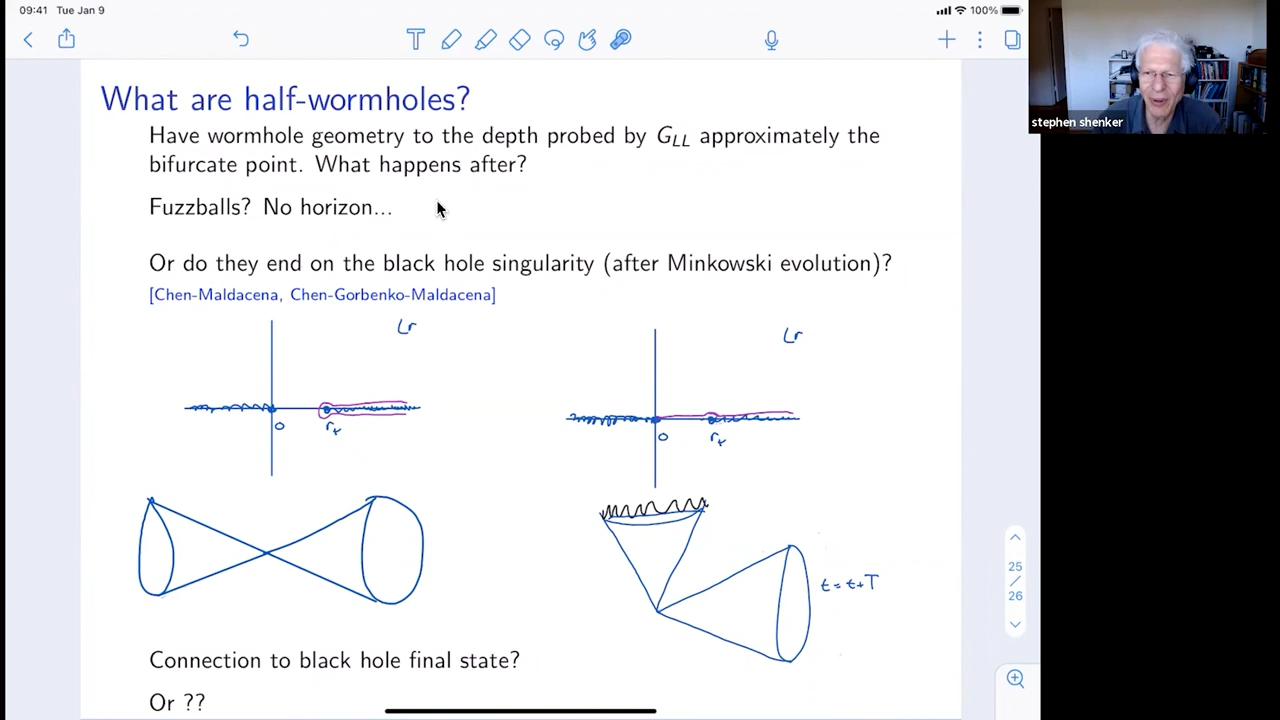 09:41 Tue Jan 9
100%
stephen shenker
What are half-wormholes?
Have wormhole geometry to the depth probed by G_LL approximately the
bifurcate point. What happens after?
Fuzzballs? No horizon...
Or do they end on the black hole singularity (after Minkowski evolution)?
[Chen-Maldacena, Chen-Gorbenko-Maldacena]
Lr
Lr
0
r+
0
r+
t = t+T
25
/
26
Connection to black hole final state?
Or ??